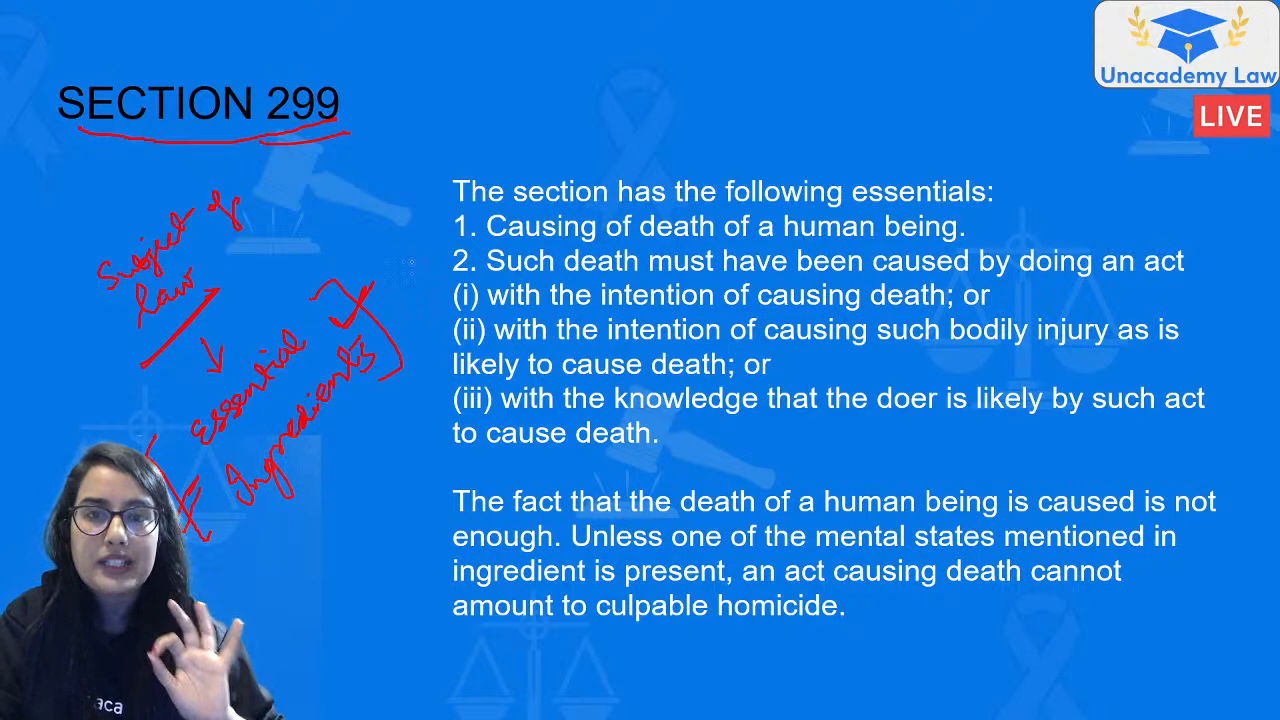 Unacademy Law
LIVE
SECTION 299
Subject of
law
Essential
Ingredients
The section has the following essentials:
1. Causing of death of a human being.
2. Such death must have been caused by doing an act
(i) with the intention of causing death; or
(ii) with the intention of causing such bodily injury as is
likely to cause death; or
(iii) with the knowledge that the doer is likely by such act
to cause death.
The fact that the death of a human being is caused is not
enough. Unless one of the mental states mentioned in
ingredient is present, an act causing death cannot
amount to culpable homicide.
aca